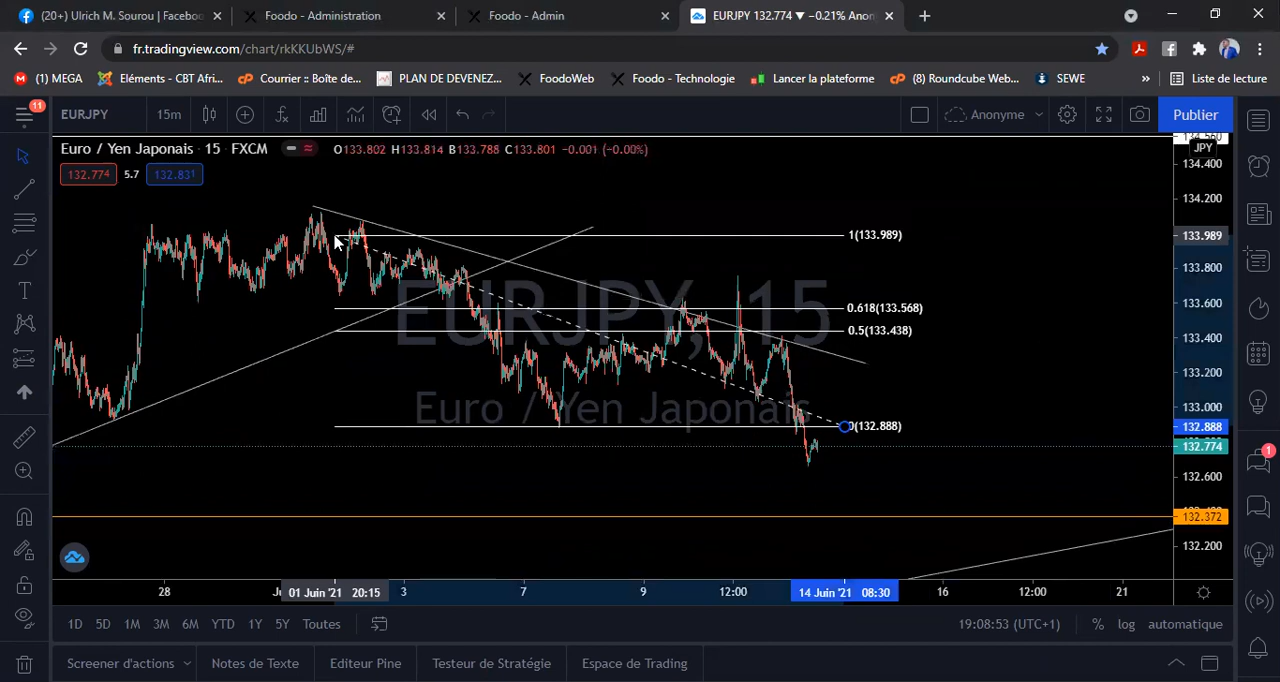 (20+) Ulrich M. Sourou | Faceboo
Foodo - Administration
Foodo - Admin
EURJPY 132.774 ▼ −0.21% Anon
fr.tradingview.com/chart/rkKKUbWS/#
(1) MEGA
Eléments - CBT Afri...
Courrier :: Boîte de...
PLAN DE DEVENEZ...
FoodoWeb
Foodo - Technologie
Lancer la plateforme
(8) Roundcube Web...
SEWE
»
Liste de lecture
11
EURJPY
15m
Anonyme
Publier
Euro / Yen Japonais · 15 · FXCM
O133.802 H133.814 B133.788 C133.801 −0.001 (−0.00%)
132.774
5.7
132.831
EURJPY, 15
Euro / Yen Japonais
1(133.989)
0.618(133.568)
0.5(133.438)
0(132.888)
134.560
JPY
134.400
134.200
133.989
133.800
133.600
133.400
133.200
133.000
132.888
132.774
132.600
132.372
132.200
1
28
01 Juin '21 20:15
3
7
9
12:00
14 Juin '21 08:30
16
12:00
21
1D
5D
1M
3M
6M
YTD
1Y
5Y
Toutes
19:08:53 (UTC+1)
%
log
automatique
Screener d'actions
Notes de Texte
Editeur Pine
Testeur de Stratégie
Espace de Trading